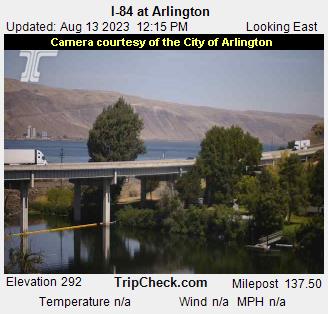 I-84 at Arlington
Updated: Aug 13 2023 12:15 PM Looking East
Camera courtesy of the City of Arlington
Elevation 292 TripCheck.com Milepost 137.50
Temperature n/a Wind n/a MPH n/a